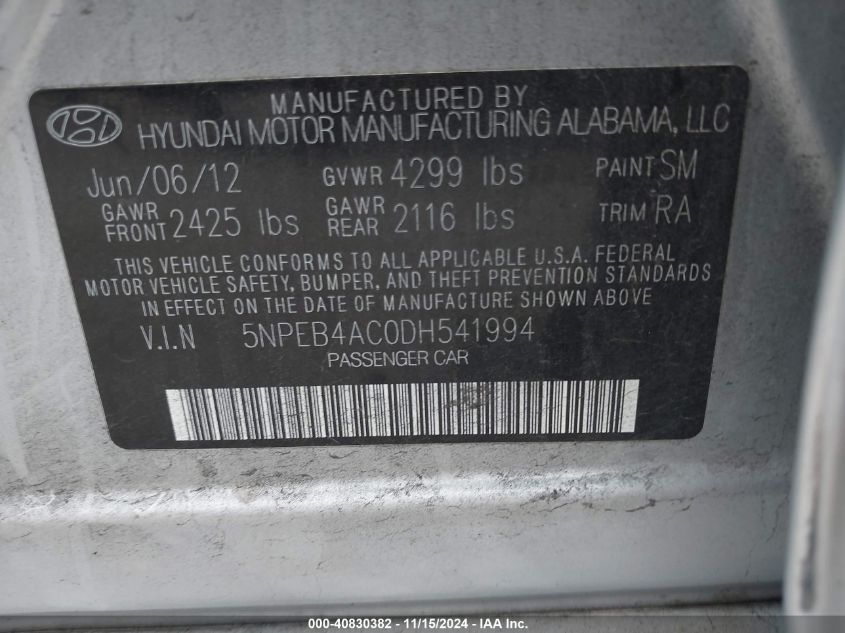 MANUFACTURED BY
HYUNDAI MOTOR MANUFACTURING ALABAMA, LLC
Jun/06/12 GVWR 4299 lbs PAINT SM
GAWR FRONT 2425 lbs GAWR REAR 2116 lbs TRIM RA
THIS VEHICLE CONFORMS TO ALL APPLICABLE U.S.A. FEDERAL
MOTOR VEHICLE SAFETY, BUMPER, AND THEFT PREVENTION STANDARDS
IN EFFECT ON THE DATE OF MANUFACTURE SHOWN ABOVE
V.I.N 5NPEB4AC0DH541994
PASSENGER CAR
000-40830382 - 11/15/2024 - IAA Inc.